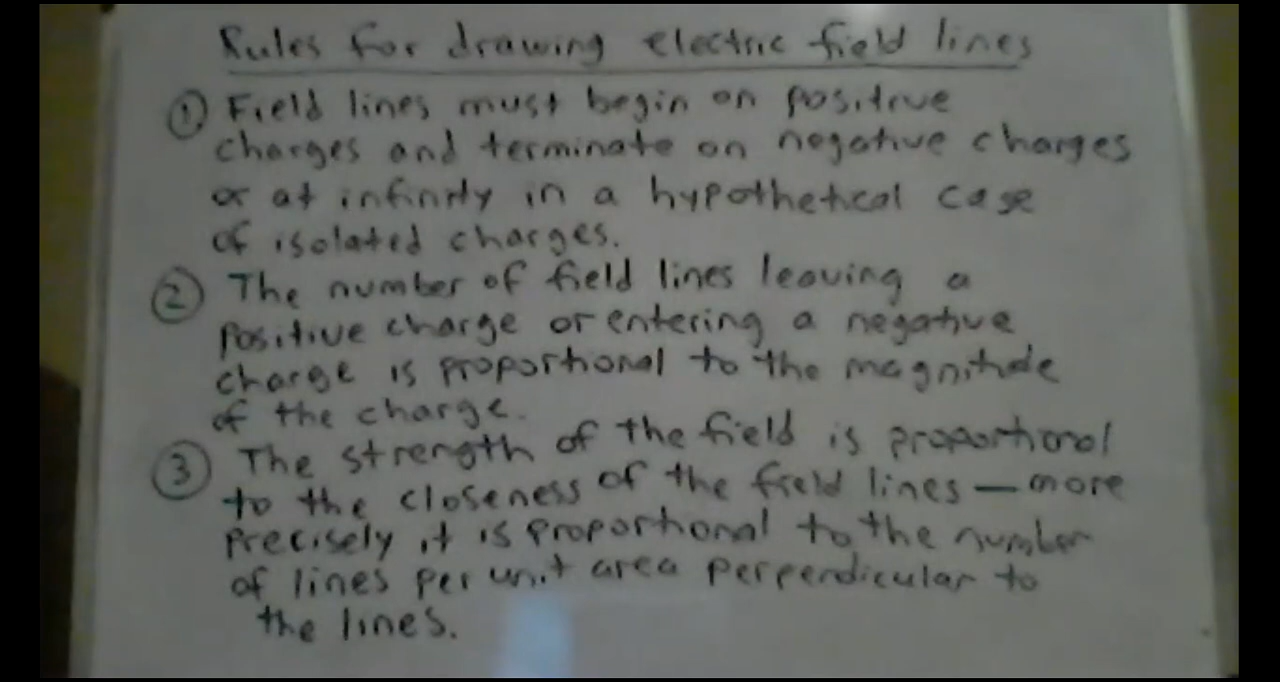 Rules for drawing electric field lines
① Field lines must begin on positive
charges and terminate on negative charges
or at infinity in a hypothetical case
of isolated charges.
② The number of field lines leaving a
positive charge or entering a negative
charge is proportional to the magnitude
of the charge.
③ The strength of the field is proportional
to the closeness of the field lines — more
precisely it is proportional to the number
of lines per unit area perpendicular to
the lines.